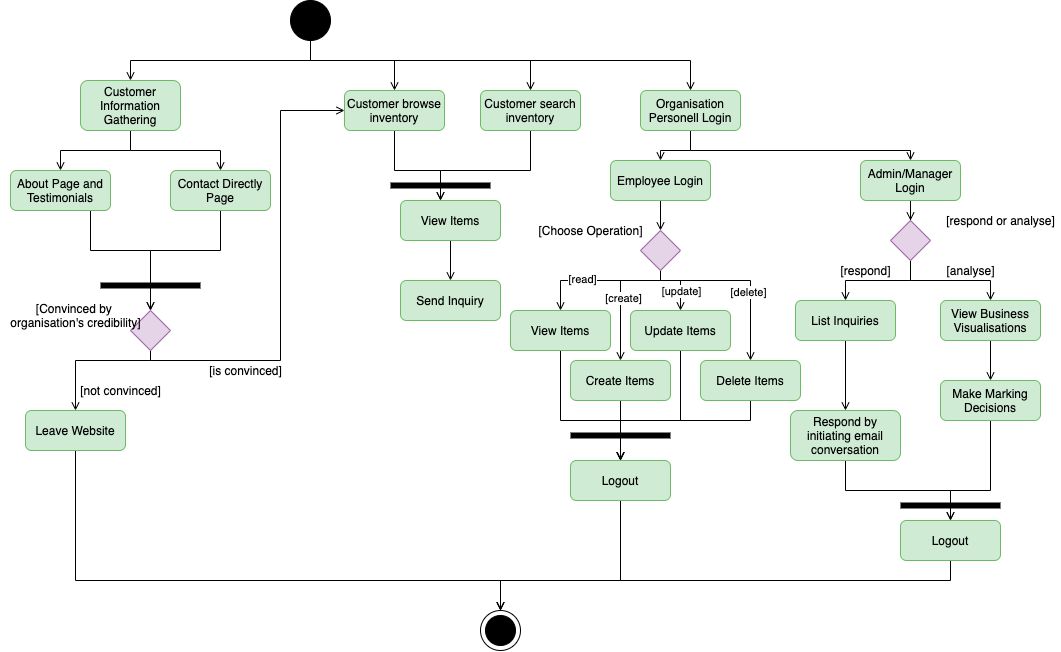 Customer
Information
Gathering
Customer browse
inventory
Customer search
inventory
Organisation
Personell Login
About Page and
Testimonials
Contact Directly
Page
Employee Login
Admin/Manager
Login
View Items
[Choose Operation]
[respond or analyse]
[read]
[create]
[update]
[delete]
[respond]
[analyse]
Send Inquiry
[Convinced by
organisation's credibility]
View Items
Update Items
List Inquiries
View Business
Visualisations
[is convinced]
[not convinced]
Create Items
Delete Items
Make Marking
Decisions
Leave Website
Respond by
initiating email
conversation
Logout
Logout